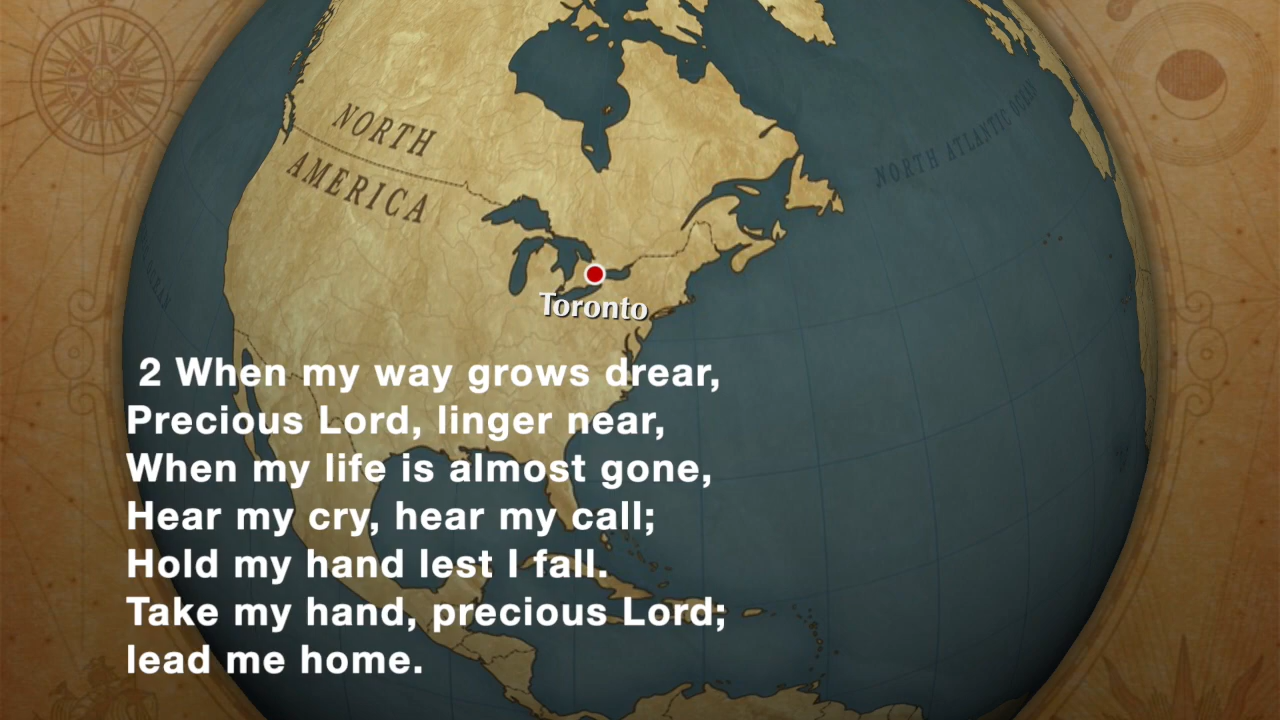 NORTH
AMERICA
NORTH ATLANTIC OCEAN
Toronto
2 When my way grows drear,
Precious Lord, linger near,
When my life is almost gone,
Hear my cry, hear my call;
Hold my hand lest I fall.
Take my hand, precious Lord;
lead me home.